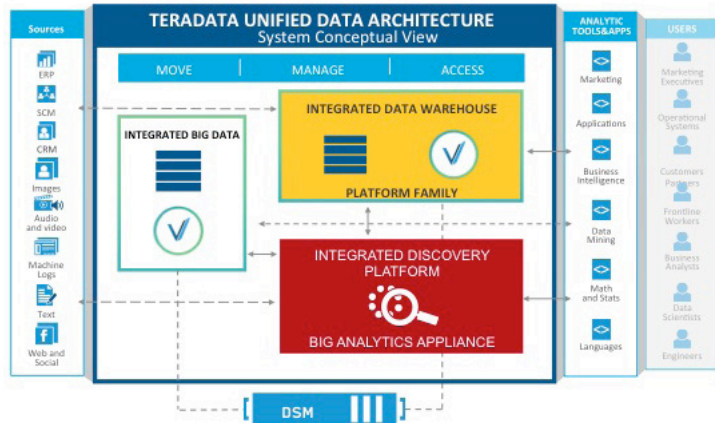 Sources
ERP
SCM
CRM
Images
Audio
and video
Machine
Logs
Text
Web and
Social
TERADATA UNIFIED DATA ARCHITECTURE
System Conceptual View
MOVE
MANAGE
ACCESS
INTEGRATED BIG DATA
INTEGRATED DATA WAREHOUSE
PLATFORM FAMILY
INTEGRATED DISCOVERY
PLATFORM
BIG ANALYTICS APPLIANCE
DSM
ANALYTIC
TOOLS&APPS
Marketing
Applications
Business
Intelligence
Data
Mining
Math
and Stats
Languages
USERS
Marketing
Executives
Operational
Systems
Customers
Partners
Frontline
Workers
Business
Analysts
Data
Scientists
Engineers